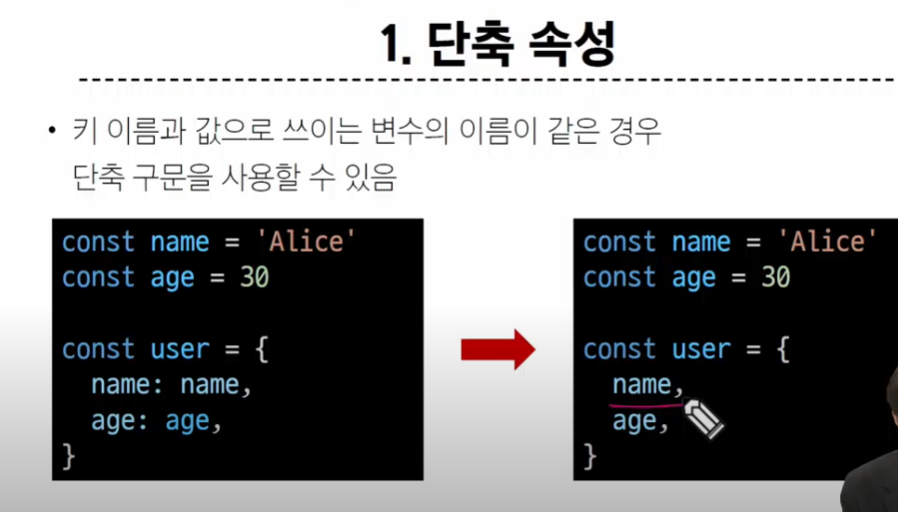 1. 단축 속성
• 키 이름과 값으로 쓰이는 변수의 이름이 같은 경우
단축 구문을 사용할 수 있음
const name = 'Alice'
const age = 30
const user = {
name: name,
age: age,
}
const name = 'Alice'
const age = 30
const user = {
name,
age,
}